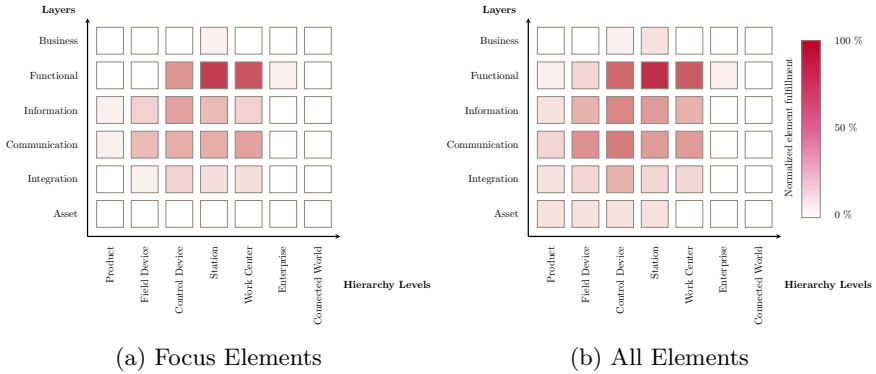 Layers
Business
Functional
Information
Communication
Integration
Asset
Product
Field Device
Control Device
Station
Work Center
Enterprise
Connected World
Hierarchy Levels
(a) Focus Elements
Layers
Business
Functional
Information
Communication
Integration
Asset
Product
Field Device
Control Device
Station
Work Center
Enterprise
Connected World
Hierarchy Levels
Normalized element fulfillment
100 %
50 %
0 %
(b) All Elements